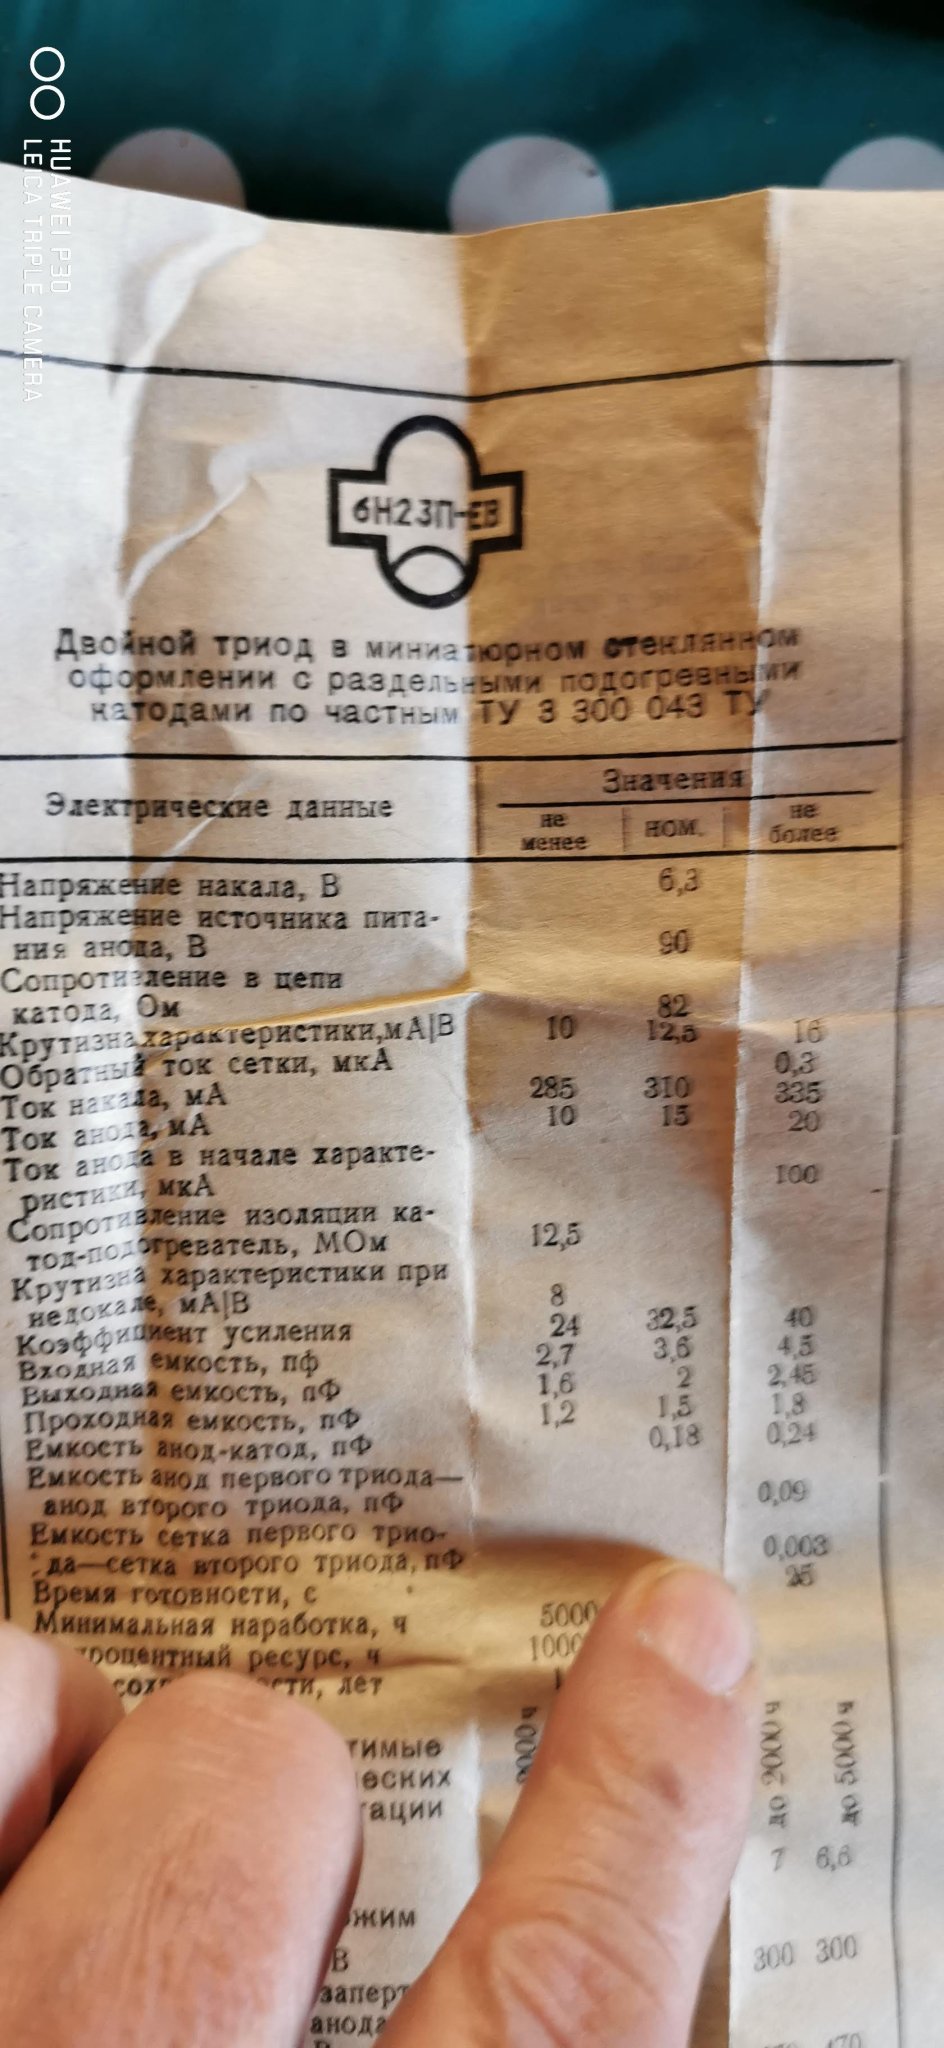 HUAWEI P30
LEICA TRIPLE CAMERA
6Н23П-ЕВ
Двойной триод в миниатюрном стеклянном
оформлении с раздельными подогревными
катодами по частным ТУ 3 300 043 ТУ
Электрические данные
Значения
не менее
ном.
не более
Напряжение накала, В 6,3
Напряжение источника пита-
ния анода, В 90
Сопротивление в цепи
катода, Ом 82
Крутизна характеристики, мА|В 10 12,5 16
Обратный ток сетки, мкА 0,3
Ток накала, мА 285 310 335
Ток анода, мА 10 15 20
Ток анода в начале характе-
ристики, мкА 100
Сопротивление изоляции ка-
тод-подогреватель, МОм 12,5
Крутизна характеристики при
недокале, мА|В 8
Коэффициент усиления 24 32,5 40
Входная емкость, пф 2,7 3,6 4,5
Выходная емкость, пФ 1,6 2 2,45
Проходная емкость, пФ 1,2 1,5 1,8
Емкость анод-катод, пФ 0,18 0,24
Емкость анод первого триода—
анод второго триода, пФ 0,09
Емкость сетка первого трио-
да—сетка второго триода, пФ 0,003
Время готовности, с 25
Минимальная наработка, ч 5000
ресурс, ч
лет
до 5000 ч
7 6,6
В 300 300
анода